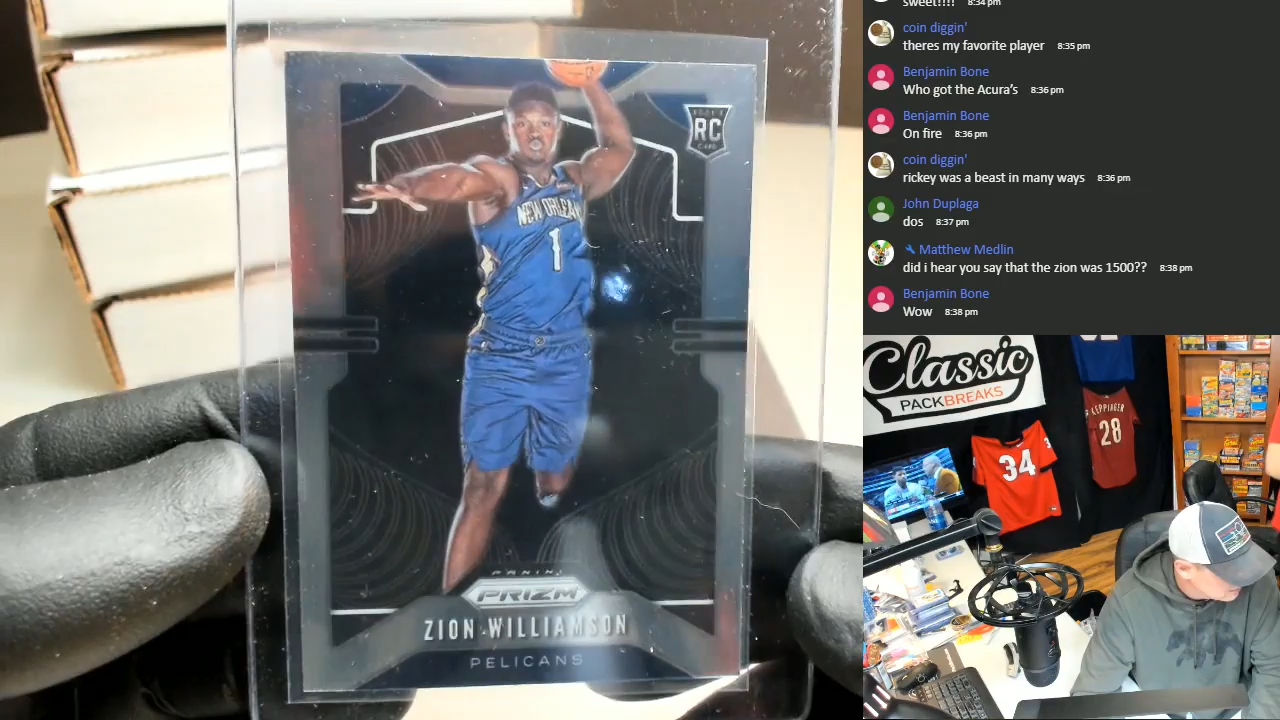 NEW ORLEAN
1
RC
CARD
PANINI
PRIZM
ZION WILLIAMSON
PELICANS
sweet!!!! 8:34 pm
coin diggin'
theres my favorite player 8:35 pm
Benjamin Bone
Who got the Acura's 8:36 pm
Benjamin Bone
On fire 8:36 pm
coin diggin'
rickey was a beast in many ways 8:36 pm
John Duplaga
dos 8:37 pm
Matthew Medlin
did i hear you say that the zion was 1500?? 8:38 pm
Benjamin Bone
Wow 8:38 pm
Classic
PACKBREAKS
KEPPINGER
28
34
3